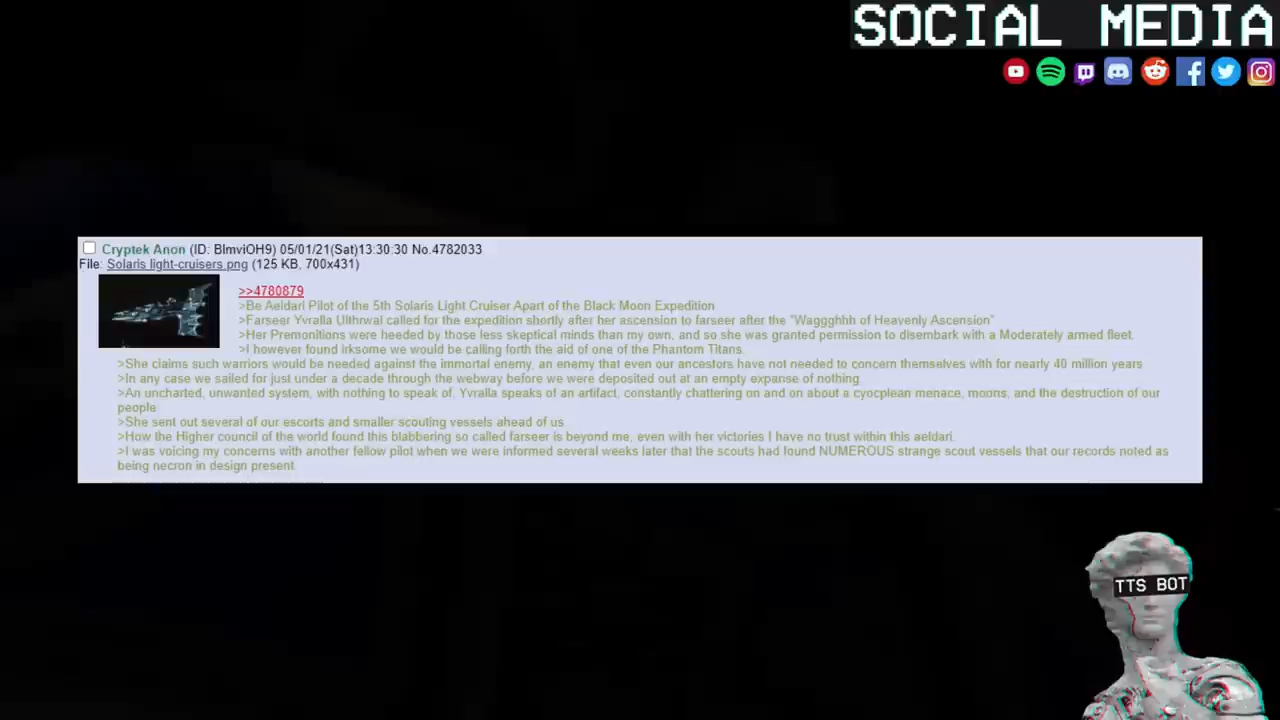 SOCIAL MEDIA
Cryptek Anon (ID: BlmviOH9) 05/01/21(Sat)13:30:30 No.4782033
File: Solaris light-cruisers.png (125 KB, 700x431)
>>4780879
>Be Aeldari Pilot of the 5th Solaris Light Cruiser Apart of the Black Moon Expedition
>Farseer Yvralla Ulthrwal called for the expedition shortly after her ascension to farseer after the "Waggghhh of Heavenly Ascension"
>Her Premonitions were heeded by those less skeptical minds than my own, and so she was granted permission to disembark with a Moderately armed fleet.
>I however found irksome we would be calling forth the aid of one of the Phantom Titans.
>She claims such warriors would be needed against the immortal enemy, an enemy that even our ancestors have not needed to concern themselves with for nearly 40 million years
>In any case we sailed for just under a decade through the webway before we were deposited out at an empty expanse of nothing
>An uncharted, unwanted system, with nothing to speak of, Yvralla speaks of an artifact, constantly chattering on and on about a cyocplean menace, moons, and the destruction of our
people
>She sent out several of our escorts and smaller scouting vessels ahead of us.
>How the Higher council of the world found this blabbering so called farseer is beyond me, even with her victories I have no trust within this aeldari.
>I was voicing my concerns with another fellow pilot when we were informed several weeks later that the scouts had found NUMEROUS strange scout vessels that our records noted as
being necron in design present
TTS BOT